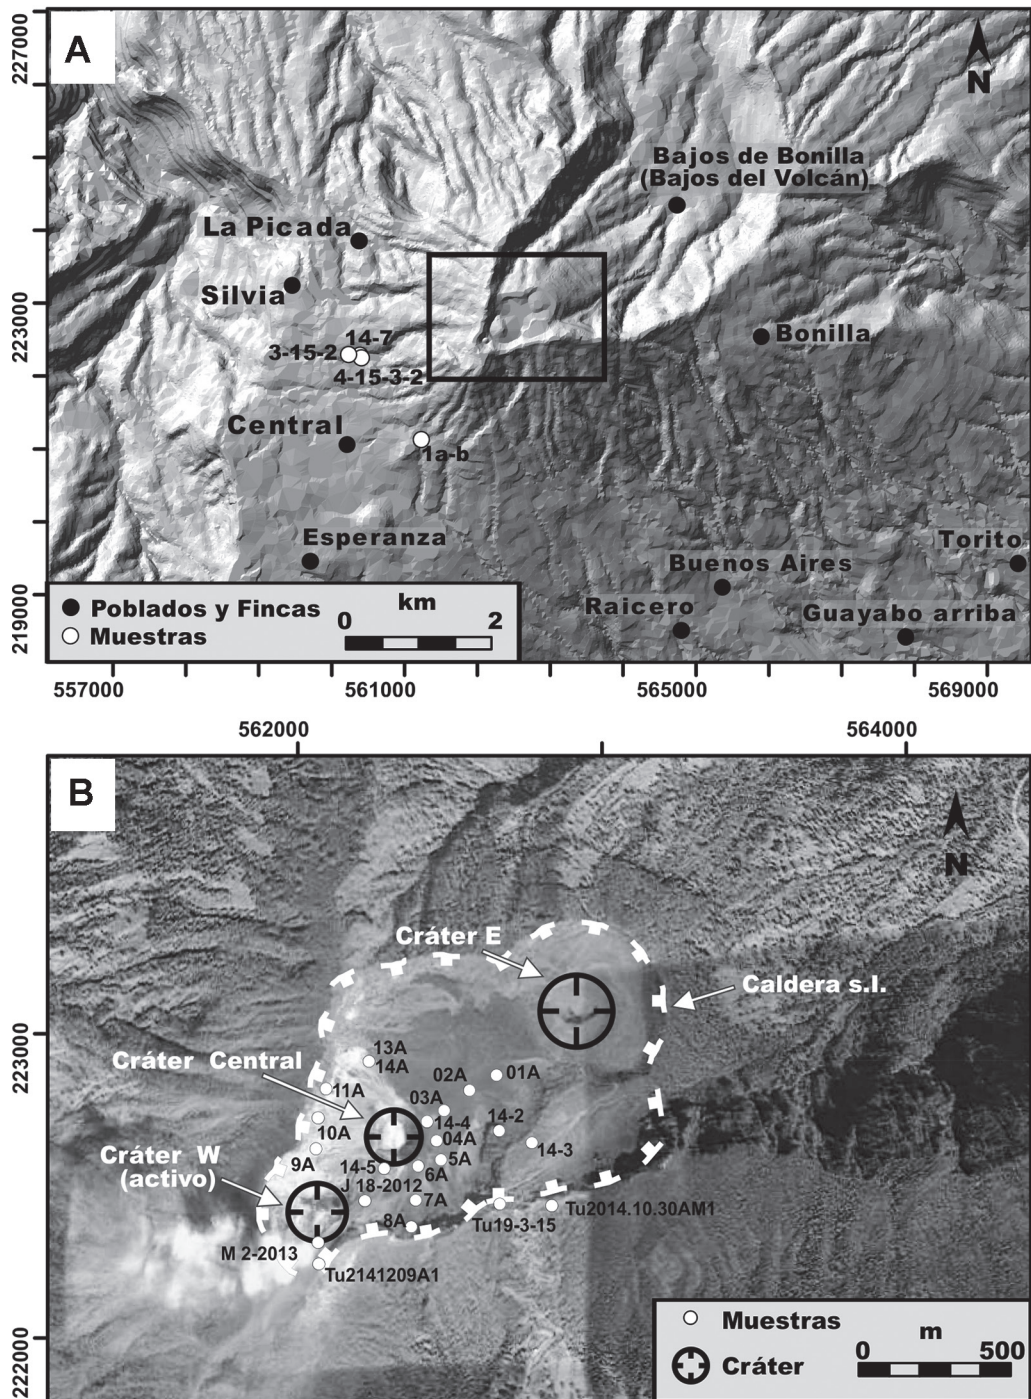 A
227000
N
Bajos de Bonilla
(Bajos del Volcán)
La Picada
Silvia
223000
Bonilla
14-7
3-15-2
4-15-3-2
Central
1a-b
Esperanza
Torito
Buenos Aires
219000
Poblados y Fincas
Muestras
km
0
2
Raicero
Guayabo arriba
557000
561000
565000
569000
562000
564000
B
N
Cráter E
Caldera s.l.
223000
Cráter Central
13A
14A
01A
02A
11A
03A
14-4
14-2
10A
04A
14-3
Cráter W
(activo)
9A
5A
14-5
6A
J 18-2012
7A
8A
Tu19-3-15
Tu2014.10.30AM1
M 2-2013
Tu2141209A1
222000
Muestras
Cráter
m
0
500